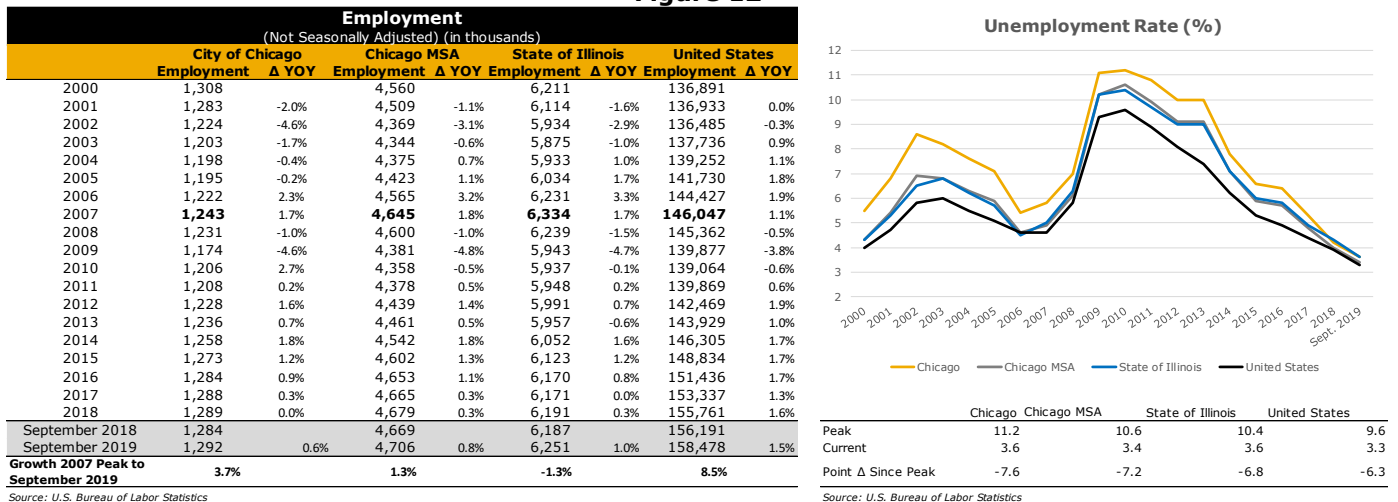 Employment
(Not Seasonally Adjusted) (in thousands)
City of Chicago Chicago MSA State of Illinois United States
Employment Δ YOY Employment Δ YOY Employment Δ YOY Employment Δ YOY
2000 1,308 4,560 6,211 136,891
2001 1,283 -2.0% 4,509 -1.1% 6,114 -1.6% 136,933 0.0%
2002 1,224 -4.6% 4,369 -3.1% 5,934 -2.9% 136,485 -0.3%
2003 1,203 -1.7% 4,344 -0.6% 5,875 -1.0% 137,736 0.9%
2004 1,198 -0.4% 4,375 0.7% 5,933 1.0% 139,252 1.1%
2005 1,195 -0.2% 4,423 1.1% 6,034 1.7% 141,730 1.8%
2006 1,222 2.3% 4,565 3.2% 6,231 3.3% 144,427 1.9%
2007 1,243 1.7% 4,645 1.8% 6,334 1.7% 146,047 1.1%
2008 1,231 -1.0% 4,600 -1.0% 6,239 -1.5% 145,362 -0.5%
2009 1,174 -4.6% 4,381 -4.8% 5,943 -4.7% 139,877 -3.8%
2010 1,206 2.7% 4,358 -0.5% 5,937 -0.1% 139,064 -0.6%
2011 1,208 0.2% 4,378 0.5% 5,948 0.2% 139,869 0.6%
2012 1,228 1.6% 4,439 1.4% 5,991 0.7% 142,469 1.9%
2013 1,236 0.7% 4,461 0.5% 5,957 -0.6% 143,929 1.0%
2014 1,258 1.8% 4,542 1.8% 6,052 1.6% 146,305 1.7%
2015 1,273 1.2% 4,602 1.3% 6,123 1.2% 148,834 1.7%
2016 1,284 0.9% 4,653 1.1% 6,170 0.8% 151,436 1.7%
2017 1,288 0.3% 4,665 0.3% 6,171 0.0% 153,337 1.3%
2018 1,289 0.0% 4,679 0.3% 6,191 0.3% 155,761 1.6%
September 2018 1,284 4,669 6,187 156,191
September 2019 1,292 0.6% 4,706 0.8% 6,251 1.0% 158,478 1.5%
Growth 2007 Peak to
September 2019 3.7% 1.3% -1.3% 8.5%
Source: U.S. Bureau of Labor Statistics
Unemployment Rate (%)
12
11
10
9
8
7
6
5
4
3
2
2000 2001 2002 2003 2004 2005 2006 2007 2008 2009 2010 2011 2012 2013 2014 2015 2016 2017 2018 Sept. 2019
Chicago Chicago MSA State of Illinois United States
Chicago Chicago MSA State of Illinois United States
Peak 11.2 10.6 10.4 9.6
Current 3.6 3.4 3.6 3.3
Point Δ Since Peak -7.6 -7.2 -6.8 -6.3
Source: U.S. Bureau of Labor Statistics